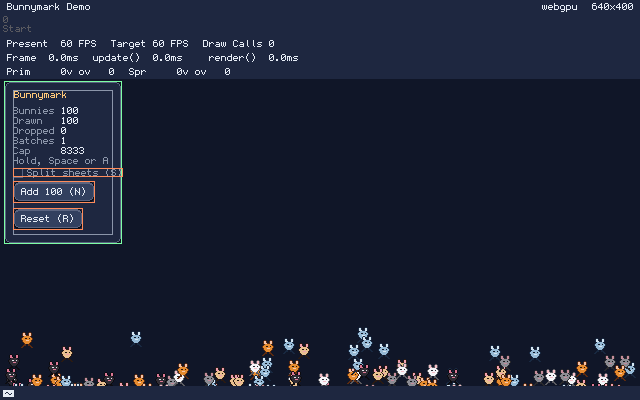 Bunnymark Demo webgpu 640x400
0
Start
Present 60 FPS Target 60 FPS Draw Calls 0
Frame 0.0ms update() 0.0ms render() 0.0ms
Prim 0v ov 0 Spr 0v ov 0
Bunnymark
Bunnies 100
Drawn 100
Dropped 0
Batches 1
Cap 8333
Hold, Space or A
Split sheets (S)
Add 100 (N)
Reset (R)